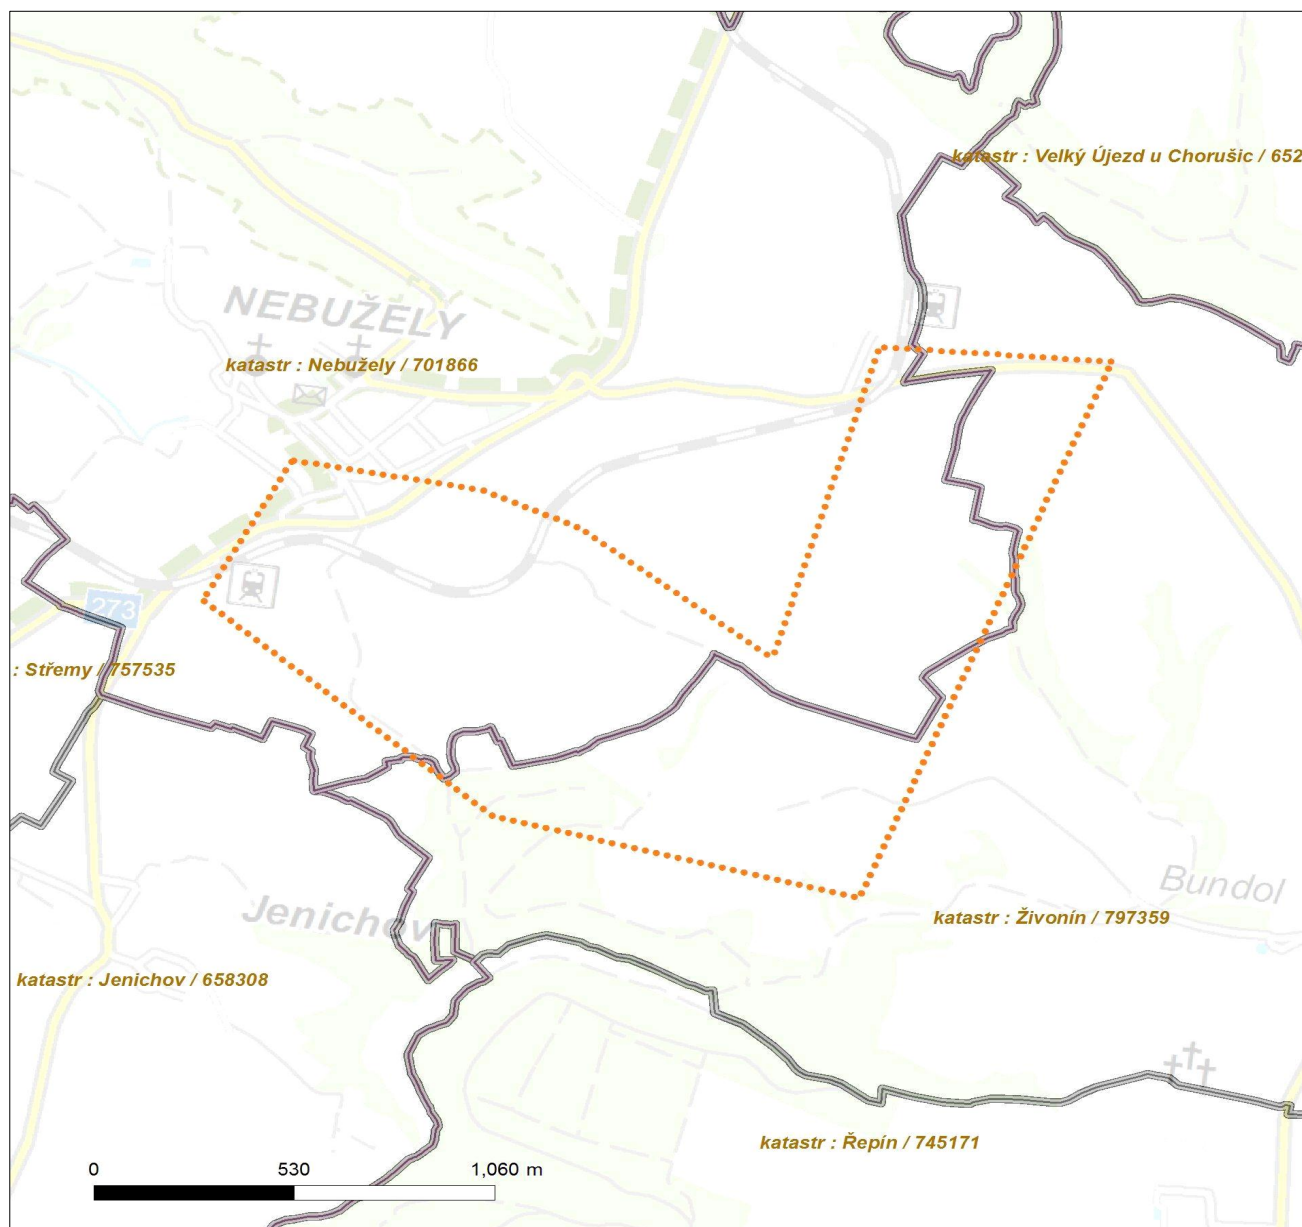 katastr : Velký Újezd u Chorušic / 652
NEBUŽELY
katastr : Nebužely / 701866
273
: Střemy / 757535
Bundol
Jenichov
katastr : Živonín / 797359
katastr : Jenichov / 658308
katastr : Řepín / 745171
0 530 1,060 m